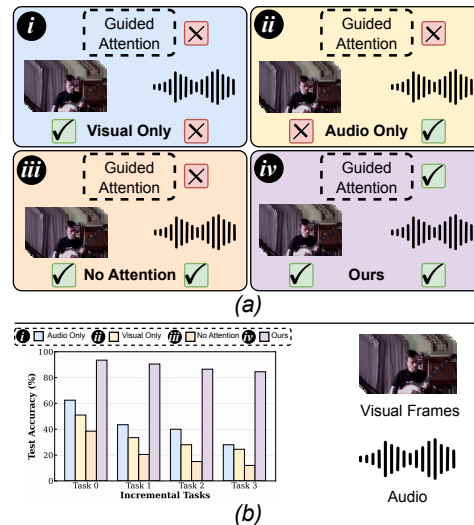 i
Guided
Attention
Visual Only
ii
Guided
Attention
Audio Only
iii
Guided
Attention
No Attention
iv
Guided
Attention
Ours
(a)
i Audio Only ii Visual Only iii No Attention iv Ours
Test Accuracy (%)
100
80
60
40
20
0
Task 0 Task 1 Task 2 Task 3
Incremental Tasks
(b)
Visual Frames
Audio